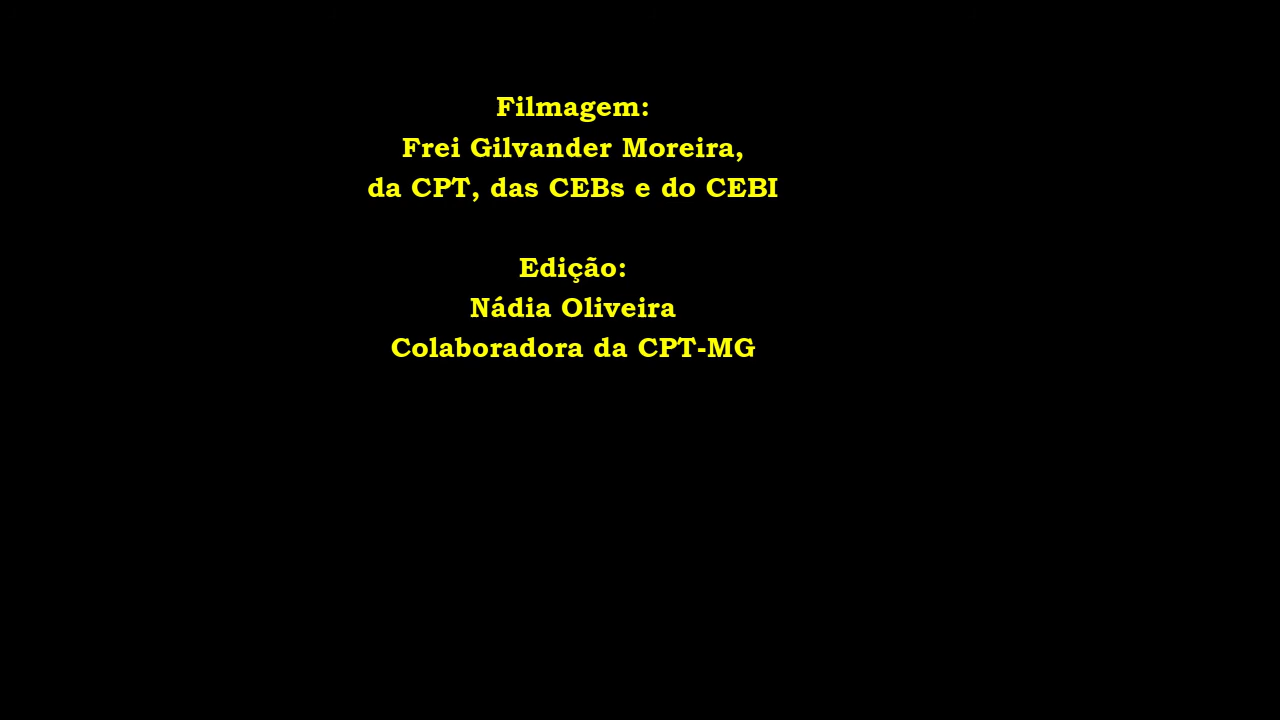 Filmagem:
Frei Gilvander Moreira,
da CPT, das CEBs e do CEBI
Edição:
Nádia Oliveira
Colaboradora da CPT-MG